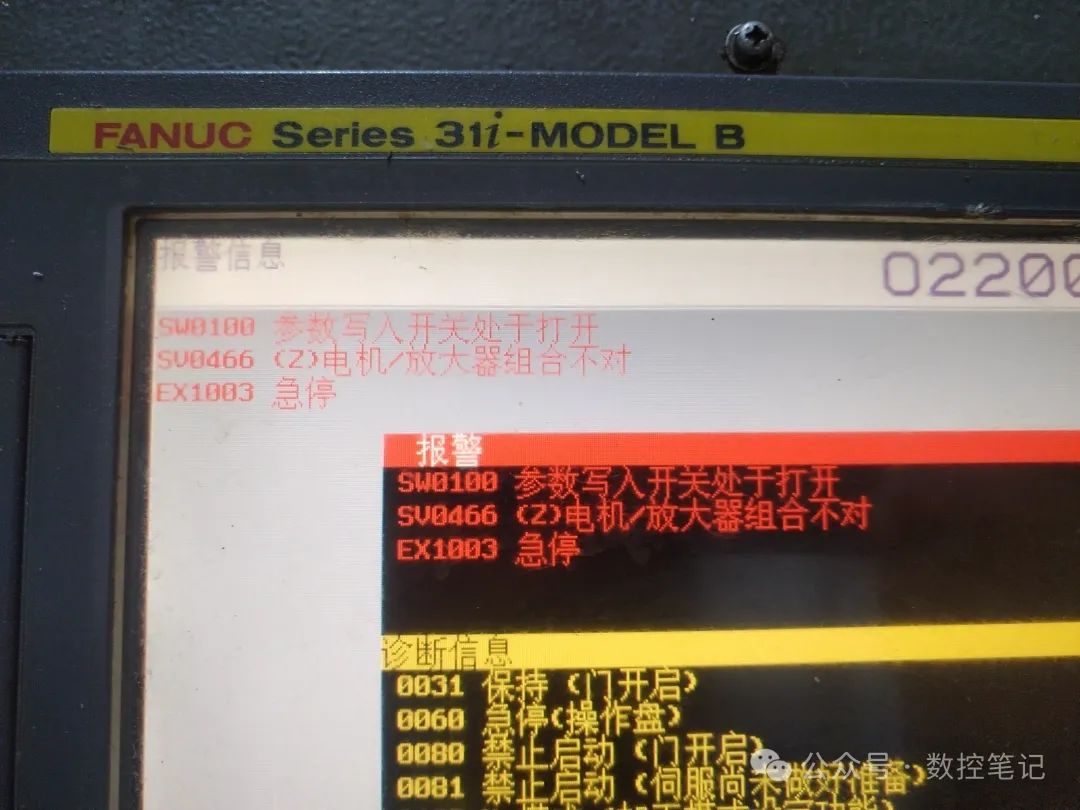 FANUC Series 31i-MODEL B
报警信息
O2200
SW0100 参数写入开关处于打开
SV0466 (Z)电机/放大器组合不对
EX1003 急停
报警
SW0100 参数写入开关处于打开
SV0466 (Z)电机/放大器组合不对
EX1003 急停
诊断信息
0031 保持 (门开启)
0060 急停(操作盘)
0080 禁止启动 (门开启)
0081 禁止启动 (伺服尚未做好准备)
公众号 · 数控笔记